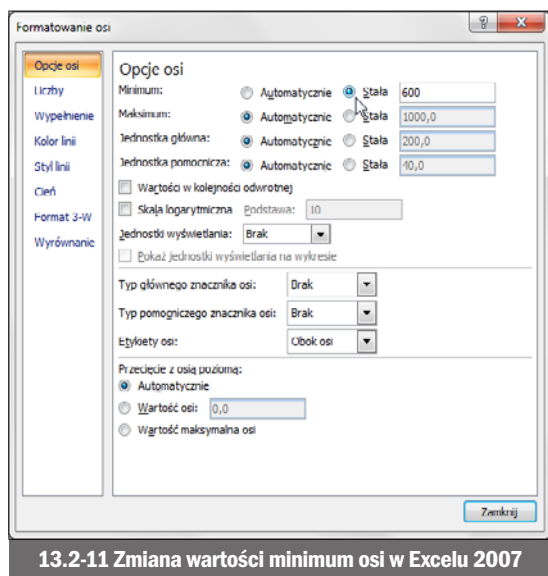 Formatowanie osi
Opcje osi
Liczby
Wypełnienie
Kolor linii
Styl linii
Cień
Format 3-W
Wyrównanie
Opcje osi
Minimum: Automatycznie Stała 600
Maksimum: Automatycznie Stała 1000,0
Jednostka główna: Automatycznie Stała 200,0
Jednostka pomocnicza: Automatycznie Stała 40,0
Wartości w kolejności odwrotnej
Skala logarytmiczna Podstawa: 10
Jednostki wyświetlania: Brak
Pokaż jednostki wyświetlania na wykresie
Typ głównego znacznika osi: Brak
Typ pomocniczego znacznika osi: Brak
Etykiety osi: Obok osi
Przecięcie z osią poziomą:
Automatycznie
Wartość osi: 0,0
Wartość maksymalna osi
Zamknij
13.2-11 Zmiana wartości minimum osi w Excelu 2007